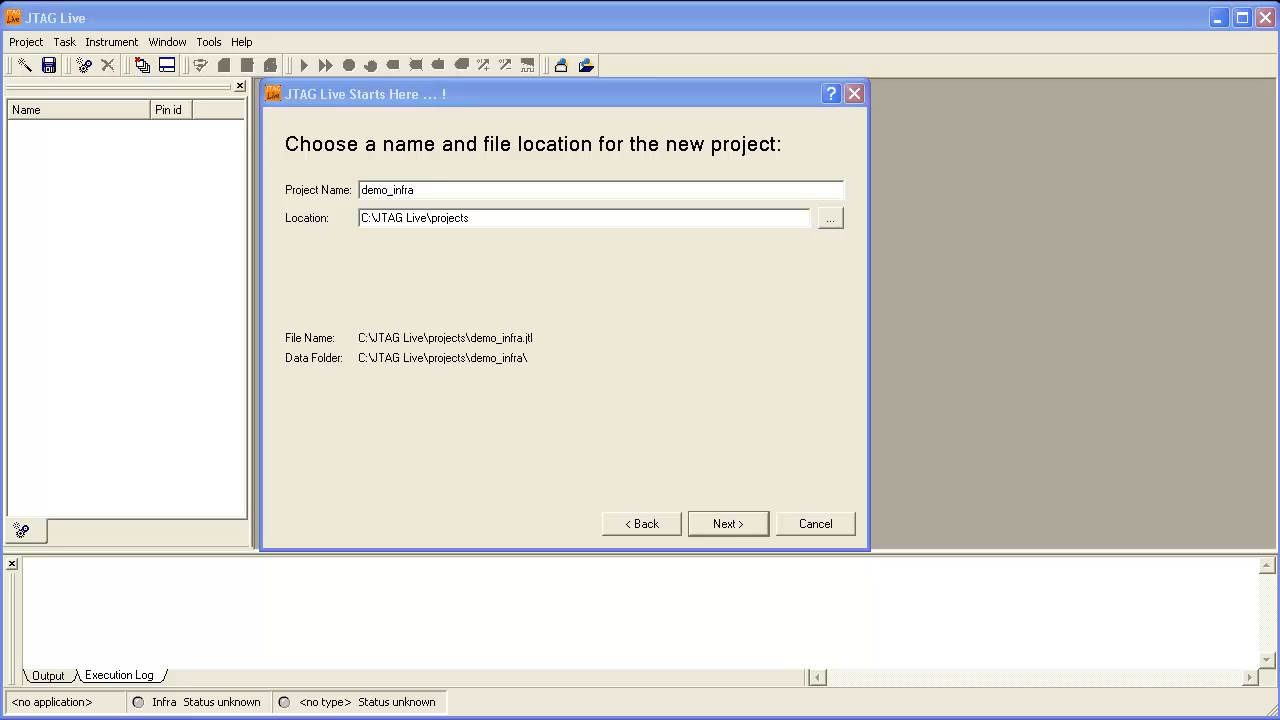 JTAG Live
Project Task Instrument Window Tools Help
Name Pin id
JTAG Live Starts Here ... !
Choose a name and file location for the new project:
Project Name: demo_infra
Location: C:\JTAG Live\projects ...
File Name: C:\JTAG Live\projects\demo_infra.jtl
Data Folder: C:\JTAG Live\projects\demo_infra\
< Back Next > Cancel
Output Execution Log
<no application> Infra Status unknown <no type> Status unknown